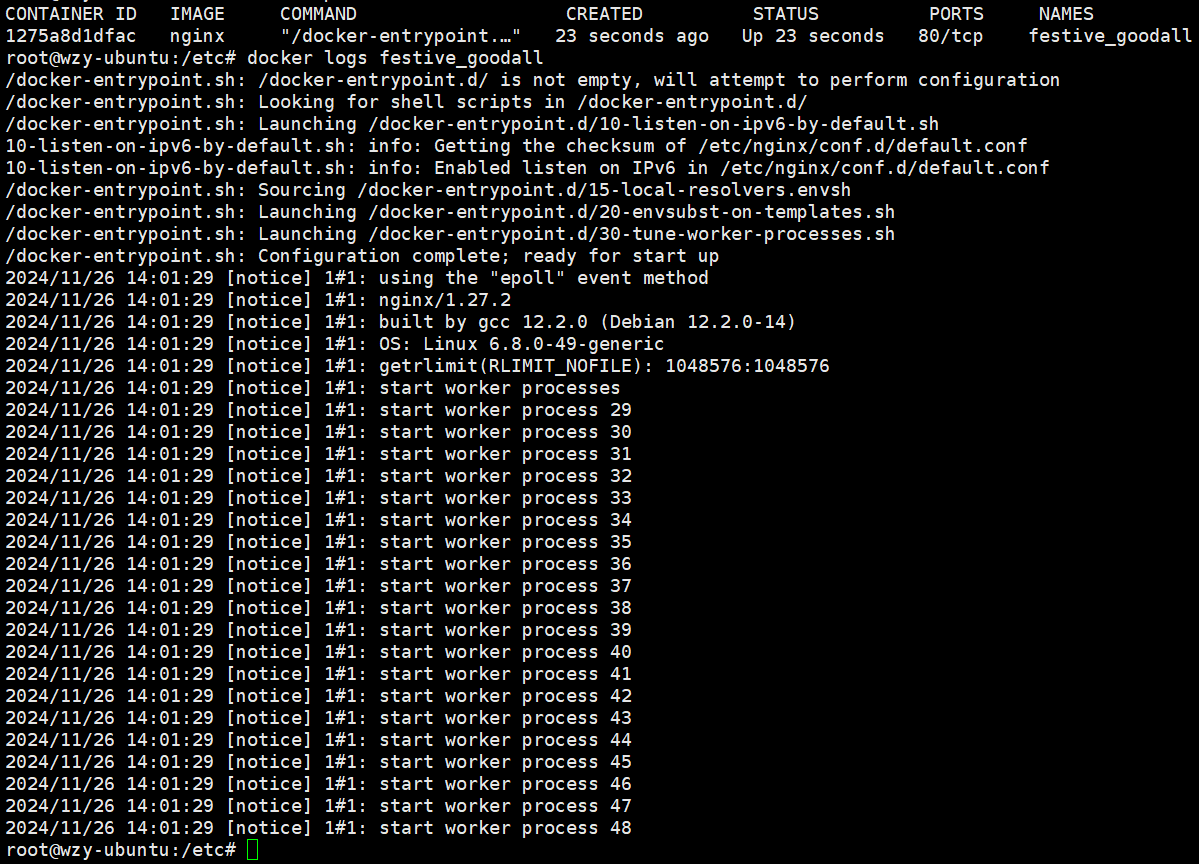 CONTAINER ID   IMAGE     COMMAND                   CREATED          STATUS          PORTS     NAMES
1275a8d1dfac   nginx     "/docker-entrypoint.…"   23 seconds ago   Up 23 seconds   80/tcp    festive_goodall
root@wzy-ubuntu:/etc# docker logs festive_goodall
/docker-entrypoint.sh: /docker-entrypoint.d/ is not empty, will attempt to perform configuration
/docker-entrypoint.sh: Looking for shell scripts in /docker-entrypoint.d/
/docker-entrypoint.sh: Launching /docker-entrypoint.d/10-listen-on-ipv6-by-default.sh
10-listen-on-ipv6-by-default.sh: info: Getting the checksum of /etc/nginx/conf.d/default.conf
10-listen-on-ipv6-by-default.sh: info: Enabled listen on IPv6 in /etc/nginx/conf.d/default.conf
/docker-entrypoint.sh: Sourcing /docker-entrypoint.d/15-local-resolvers.envsh
/docker-entrypoint.sh: Launching /docker-entrypoint.d/20-envsubst-on-templates.sh
/docker-entrypoint.sh: Launching /docker-entrypoint.d/30-tune-worker-processes.sh
/docker-entrypoint.sh: Configuration complete; ready for start up
2024/11/26 14:01:29 [notice] 1#1: using the "epoll" event method
2024/11/26 14:01:29 [notice] 1#1: nginx/1.27.2
2024/11/26 14:01:29 [notice] 1#1: built by gcc 12.2.0 (Debian 12.2.0-14)
2024/11/26 14:01:29 [notice] 1#1: OS: Linux 6.8.0-49-generic
2024/11/26 14:01:29 [notice] 1#1: getrlimit(RLIMIT_NOFILE): 1048576:1048576
2024/11/26 14:01:29 [notice] 1#1: start worker processes
2024/11/26 14:01:29 [notice] 1#1: start worker process 29
2024/11/26 14:01:29 [notice] 1#1: start worker process 30
2024/11/26 14:01:29 [notice] 1#1: start worker process 31
2024/11/26 14:01:29 [notice] 1#1: start worker process 32
2024/11/26 14:01:29 [notice] 1#1: start worker process 33
2024/11/26 14:01:29 [notice] 1#1: start worker process 34
2024/11/26 14:01:29 [notice] 1#1: start worker process 35
2024/11/26 14:01:29 [notice] 1#1: start worker process 36
2024/11/26 14:01:29 [notice] 1#1: start worker process 37
2024/11/26 14:01:29 [notice] 1#1: start worker process 38
2024/11/26 14:01:29 [notice] 1#1: start worker process 39
2024/11/26 14:01:29 [notice] 1#1: start worker process 40
2024/11/26 14:01:29 [notice] 1#1: start worker process 41
2024/11/26 14:01:29 [notice] 1#1: start worker process 42
2024/11/26 14:01:29 [notice] 1#1: start worker process 43
2024/11/26 14:01:29 [notice] 1#1: start worker process 44
2024/11/26 14:01:29 [notice] 1#1: start worker process 45
2024/11/26 14:01:29 [notice] 1#1: start worker process 46
2024/11/26 14:01:29 [notice] 1#1: start worker process 47
2024/11/26 14:01:29 [notice] 1#1: start worker process 48
root@wzy-ubuntu:/etc#